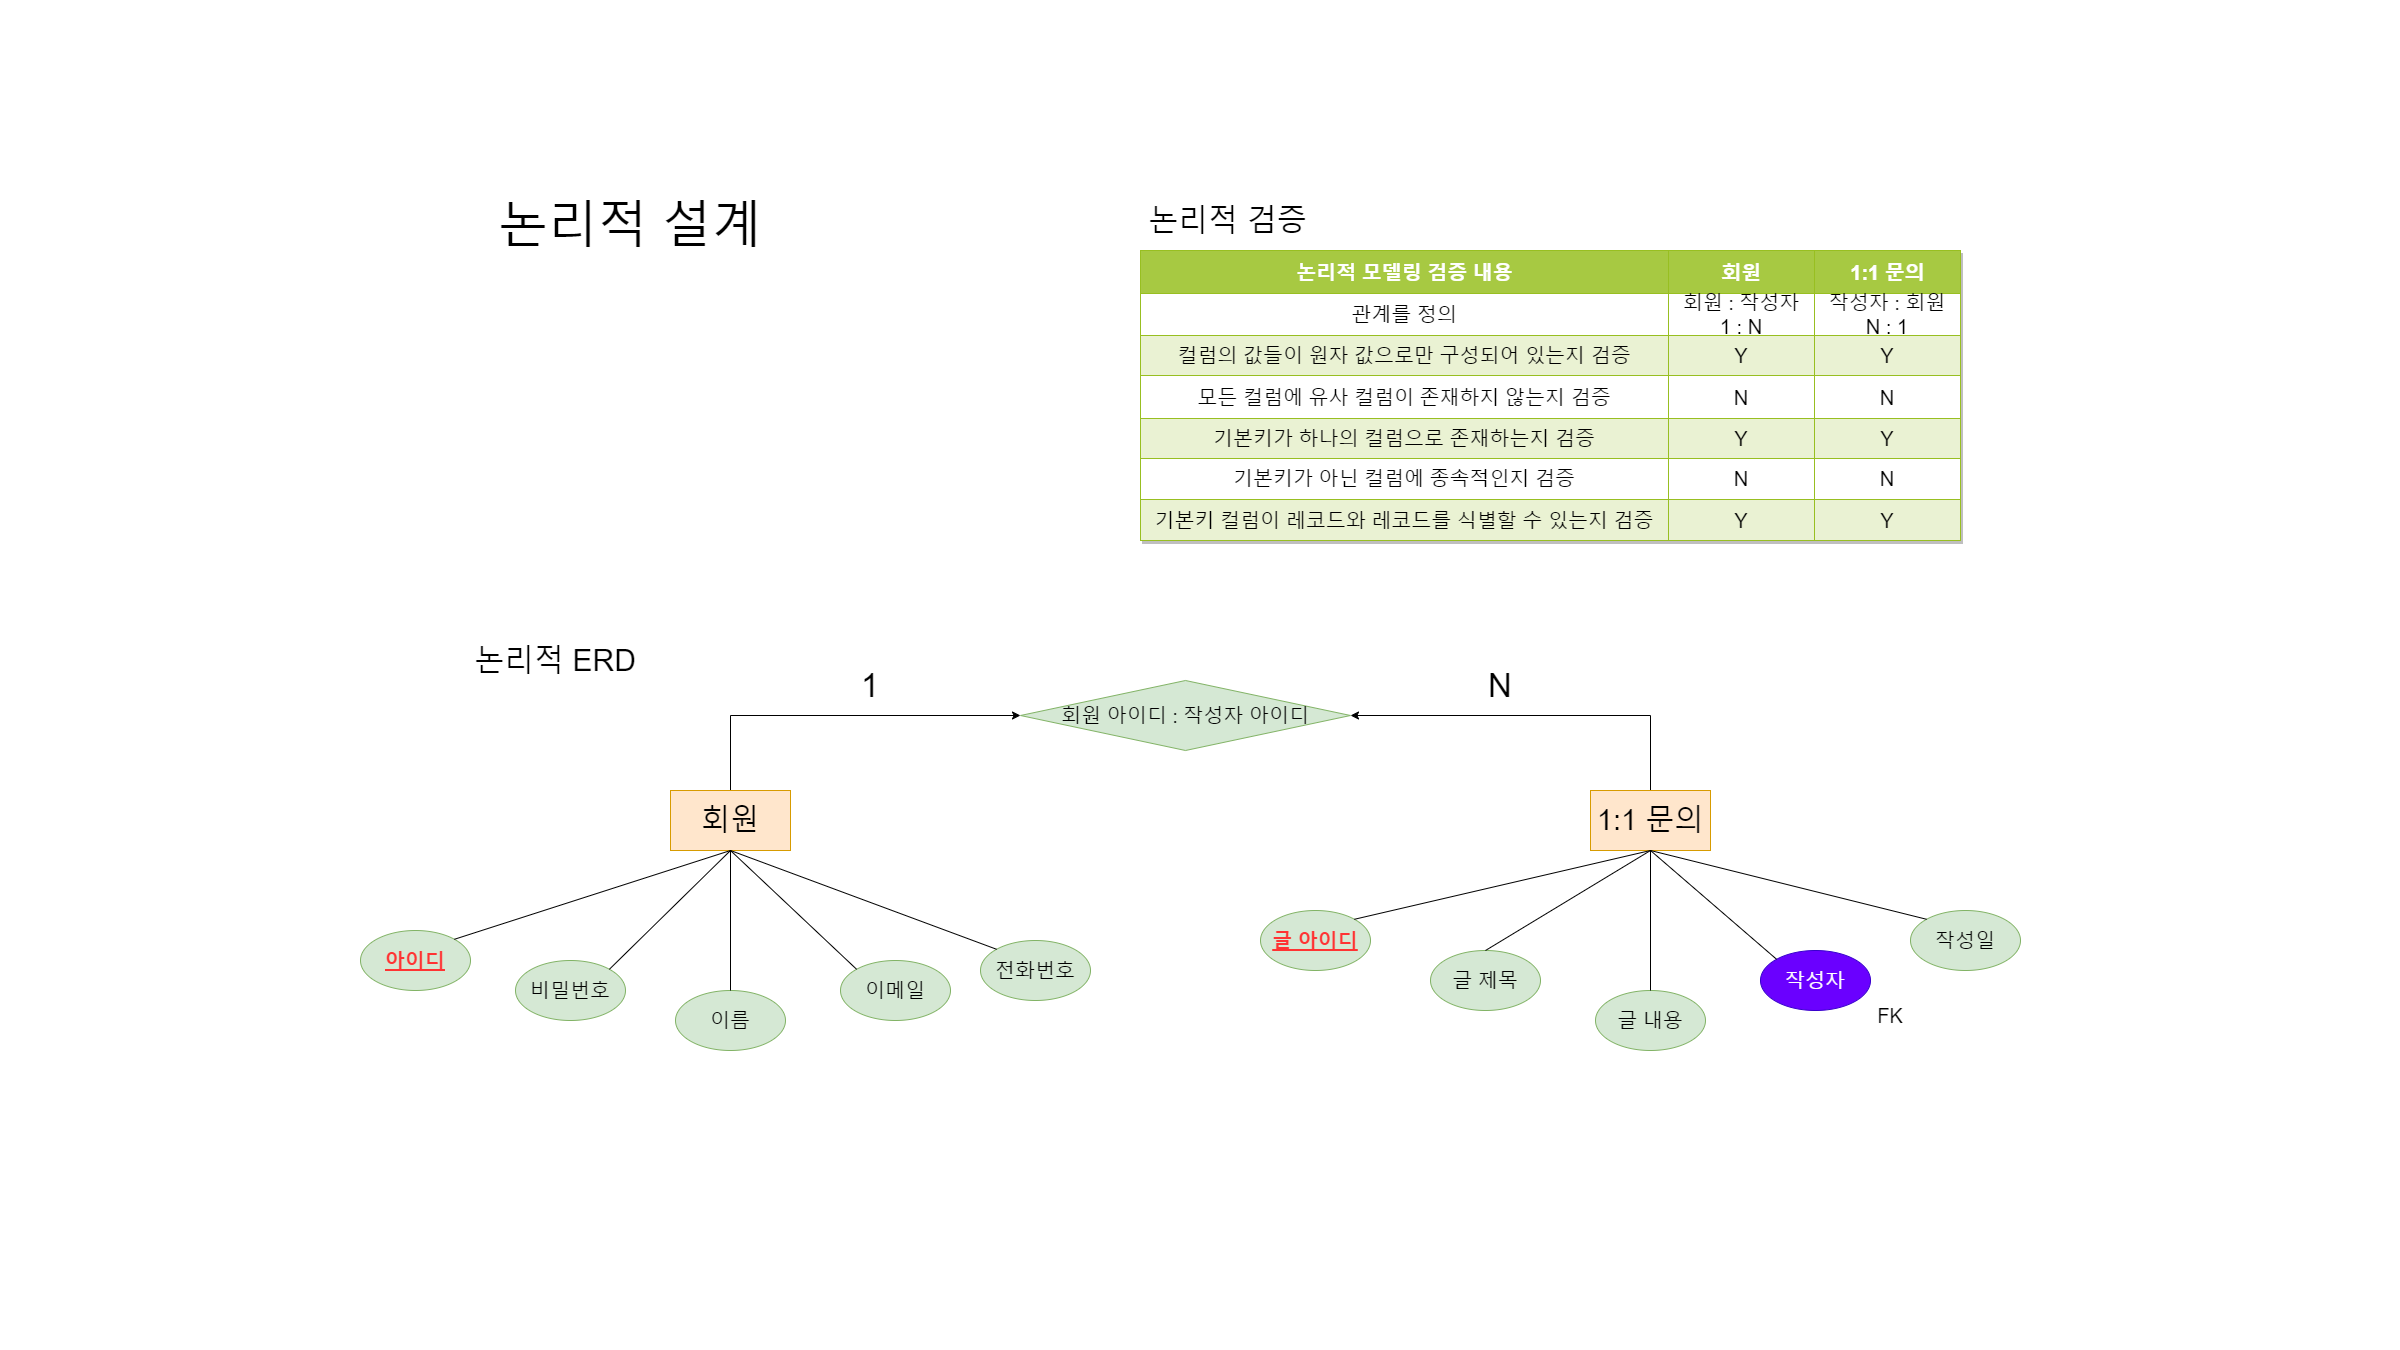 논리적 설계
논리적 검증
논리적 모델링 검증 내용 회원 1:1 문의
관계를 정의 회원 : 작성자 1 : N 작성자 : 회원 N : 1
컬럼의 값들이 원자 값으로만 구성되어 있는지 검증 Y Y
모든 컬럼에 유사 컬럼이 존재하지 않는지 검증 N N
기본키가 하나의 컬럼으로 존재하는지 검증 Y Y
기본키가 아닌 컬럼에 종속적인지 검증 N N
기본키 컬럼이 레코드와 레코드를 식별할 수 있는지 검증 Y Y
논리적 ERD
1
회원 아이디 : 작성자 아이디
N
회원
1:1 문의
아이디
비밀번호
이름
이메일
전화번호
글 아이디
글 제목
글 내용
작성자
FK
작성일